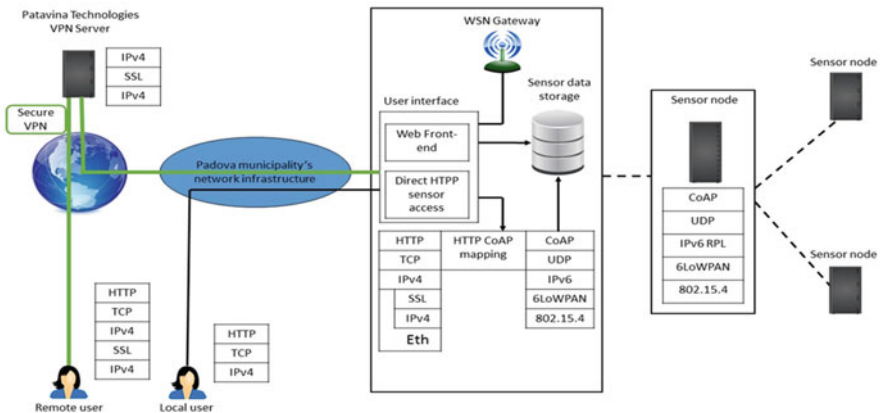 Patavina Technologies
VPN Server
IPv4
SSL
IPv4
Secure
VPN
Padova municipality's
network infrastructure
HTTP
TCP
IPv4
SSL
IPv4
Remote user
HTTP
TCP
IPv4
Local user
WSN Gateway
User interface
Web Front-
end
Direct HTPP
sensor
access
Sensor data
storage
HTTP
TCP
IPv4
SSL
IPv4
Eth
HTTP CoAP
mapping
CoAP
UDP
IPv6
6LoWPAN
802.15.4
Sensor node
CoAP
UDP
IPv6 RPL
6LoWPAN
802.15.4
Sensor node
Sensor node